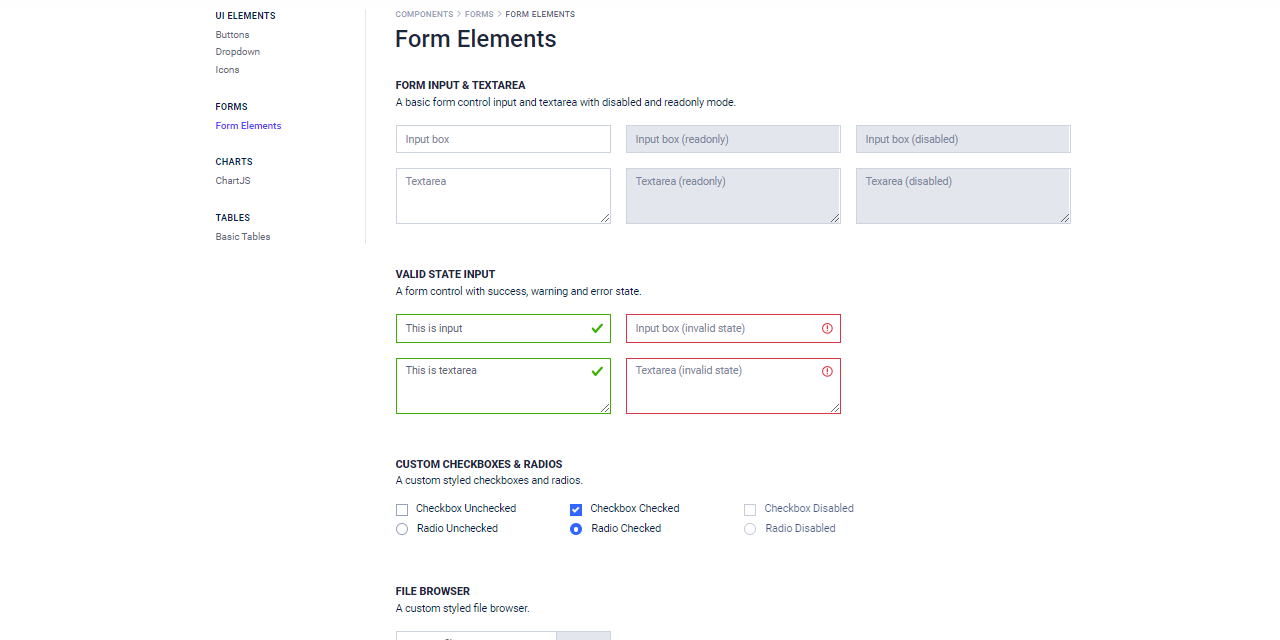 UI ELEMENTS
Buttons
Dropdown
Icons
FORMS
Form Elements
CHARTS
ChartJS
TABLES
Basic Tables
COMPONENTS > FORMS > FORM ELEMENTS
Form Elements
FORM INPUT & TEXTAREA
A basic form control input and textarea with disabled and readonly mode.
Input box Input box (readonly) Input box (disabled)
Textarea Textarea (readonly) Texarea (disabled)
VALID STATE INPUT
A form control with success, warning and error state.
This is input Input box (invalid state)
This is textarea Textarea (invalid state)
CUSTOM CHECKBOXES & RADIOS
A custom styled checkboxes and radios.
Checkbox Unchecked Checkbox Checked Checkbox Disabled
Radio Unchecked Radio Checked Radio Disabled
FILE BROWSER
A custom styled file browser.